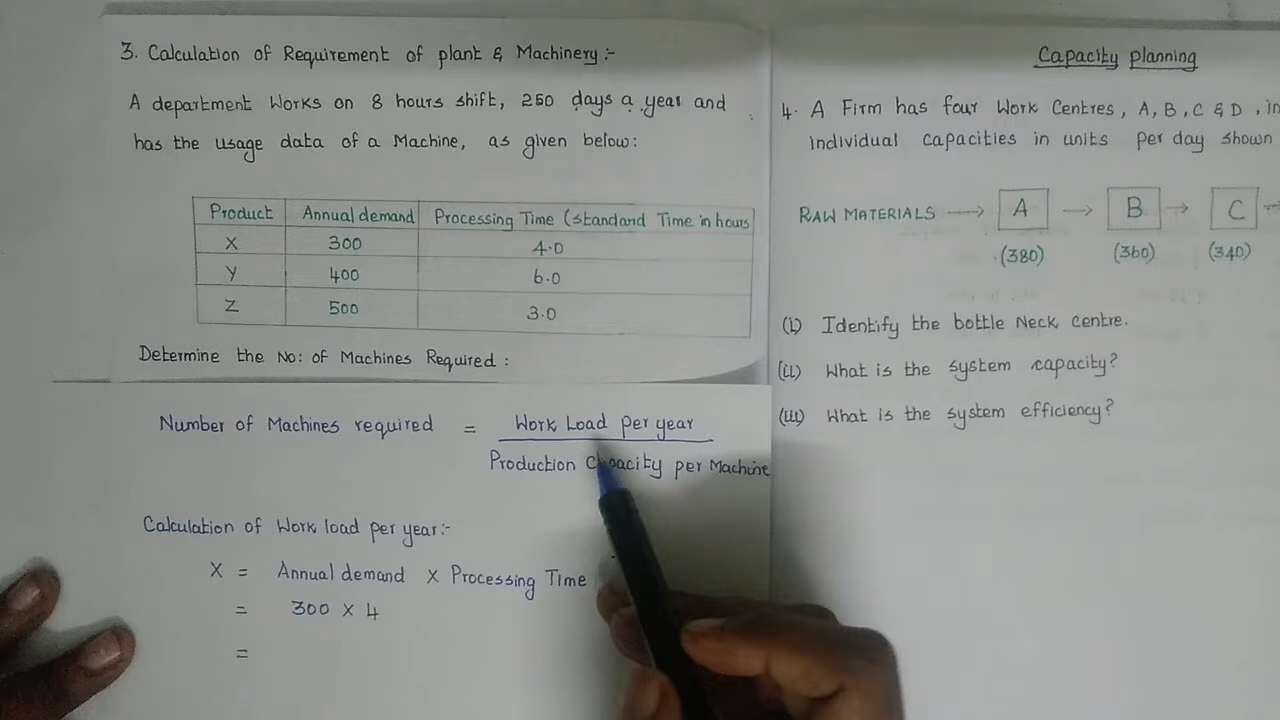 3. Calculation of Requirement of plant & Machinery:-
A department Works on 8 hours shift, 250 days a year and
has the usage data of a Machine, as given below:
Product Annual demand Processing Time (Standard Time in hours
X 300 4.0
Y 400 6.0
Z 500 3.0
Determine the No: of Machines Required:
Number of Machines required = Work Load per year
Production Capacity per Machine
Calculation of Work load per year:-
X = Annual demand X Processing Time
= 300 X 4
=
Capacity planning
4. A Firm has four Work Centres, A, B, C & D, in
Individual capacities in units per day shown
RAW MATERIALS → A → B → C
(380) (360) (340)
(i) Identify the bottle Neck centre.
(ii) What is the system capacity?
(iii) What is the system efficiency?